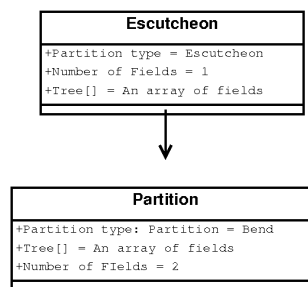 Escutcheon
+Partition type = Escutcheon
+Number of Fields = 1
+Tree[] = An array of fields
Partition
+Partition type: Partition = Bend
+Tree[] = An array of fields
+Number of FIelds = 2